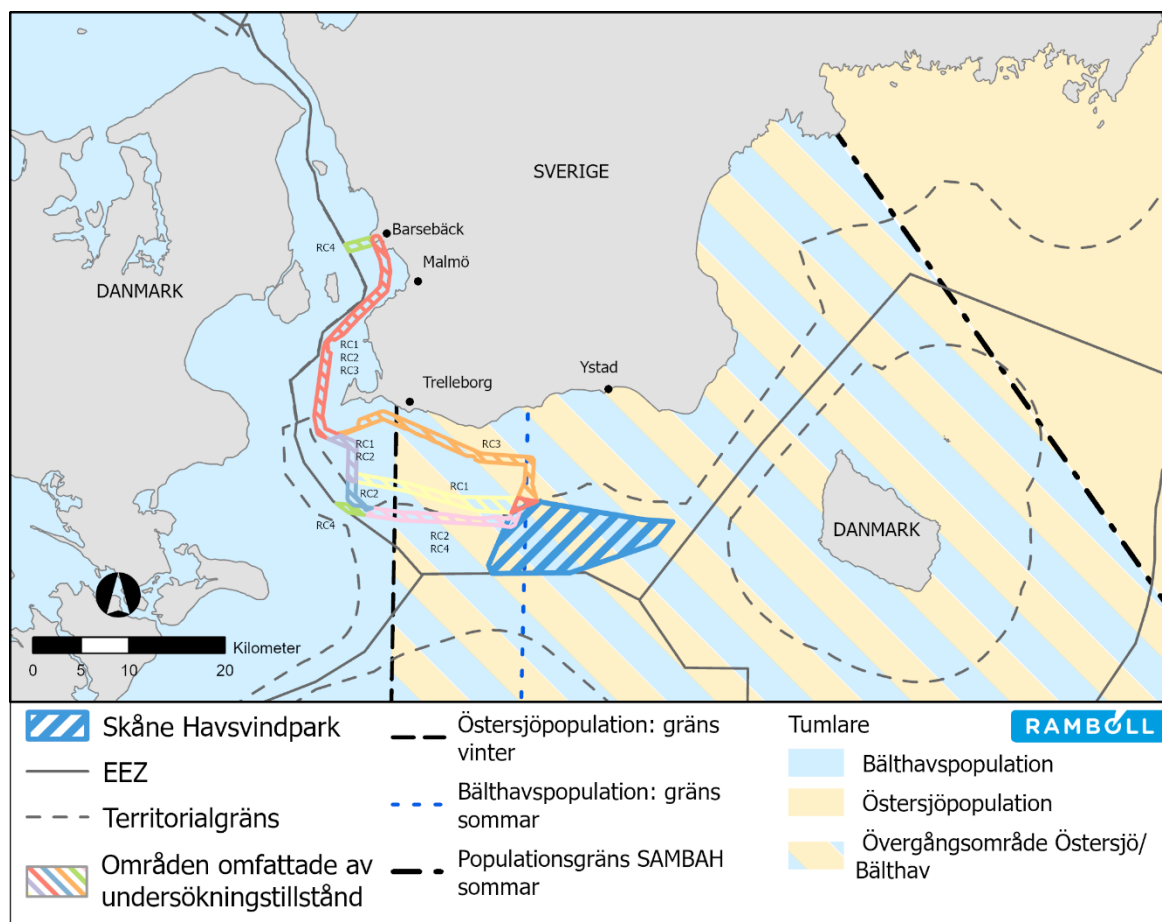 SVERIGE
Barsebäck
RC4
Malmö
DANMARK
RC1
RC2
RC3
Ystad
Trelleborg
RC3
RC1
RC2
RC1
RC2
RC4
RC2
RC4
DANMARK
Kilometer
0 5 10 20
Skåne Havsvindpark
EEZ
Territorialgräns
Områden omfattade av
undersökningstillstånd
Östersjöpopulation: gräns
vinter
Bälthavspopulation: gräns
sommar
Populationsgräns SAMBAH
sommar
Tumlare
RAMBOLL
Bälthavspopulation
Östersjöpopulation
Övergångsområde Östersjö/
Bälthav